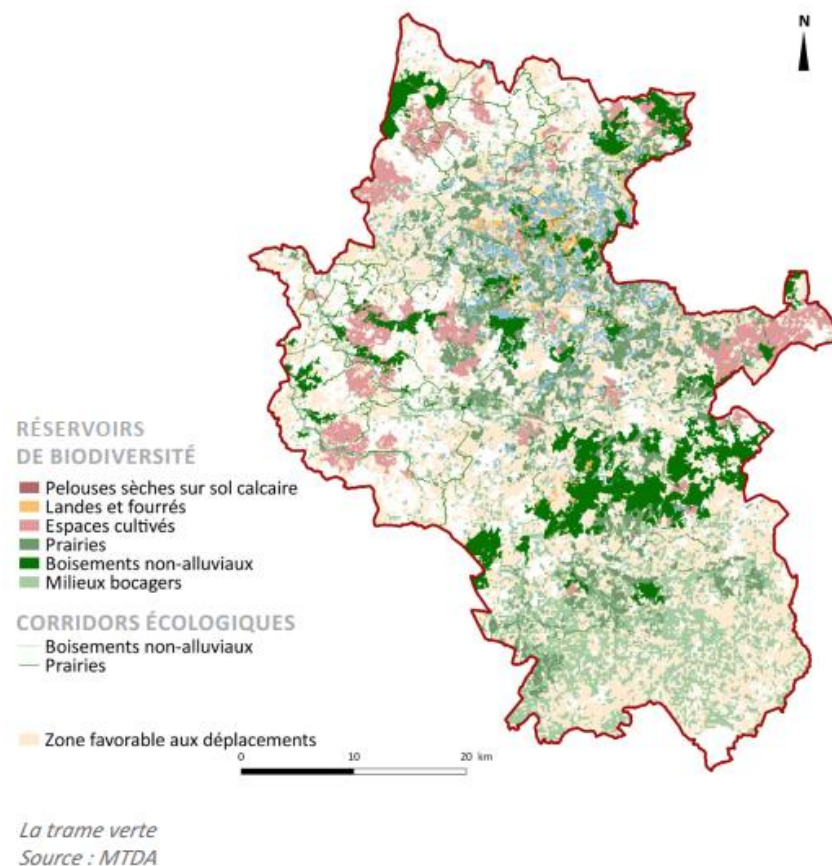 N
RÉSERVOIRS
DE BIODIVERSITÉ
Pelouses sèches sur sol calcaire
Landes et fourrés
Espaces cultivés
Prairies
Boisements non-alluviaux
Milieux bocagers
CORRIDORS ÉCOLOGIQUES
Boisements non-alluviaux
Prairies
Zone favorable aux déplacements
0 10 20 km
La trame verte
Source : MTDA